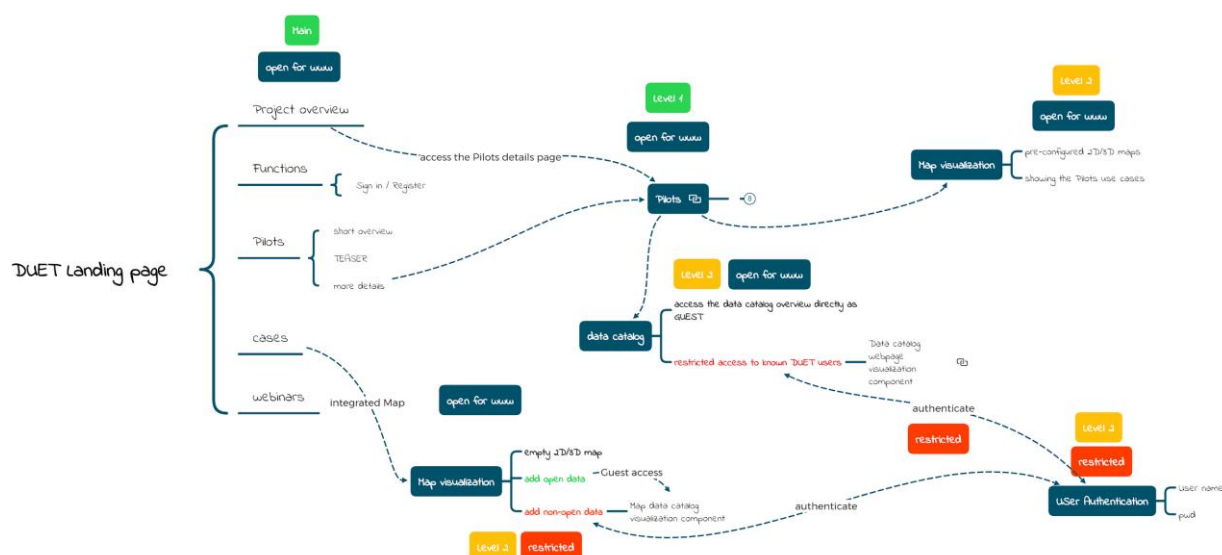 Main
open for www
Project overview
Functions
Sign in / Register
Pilots
short overview
TEASER
more details
DUET Landing page
cases
webinars
access the Pilots details page
Level 1
open for www
Pilots
8
Level 2
open for www
Map visualization
pre-configured 2D/3D maps
showing the Pilots use cases
Level 2
open for www
data catalog
access the data catalog overview directly as
GUEST
restricted access to known DUET users
Data catalog
webpage
visualization
component
integrated Map
open for www
authenticate
restricted
Level 2
restricted
Map visualization
empty 2D/3D map
add open data
Guest access
add non-open data
Map data catalog
visualization component
authenticate
User Authentication
User name
pwd
Level 2
restricted